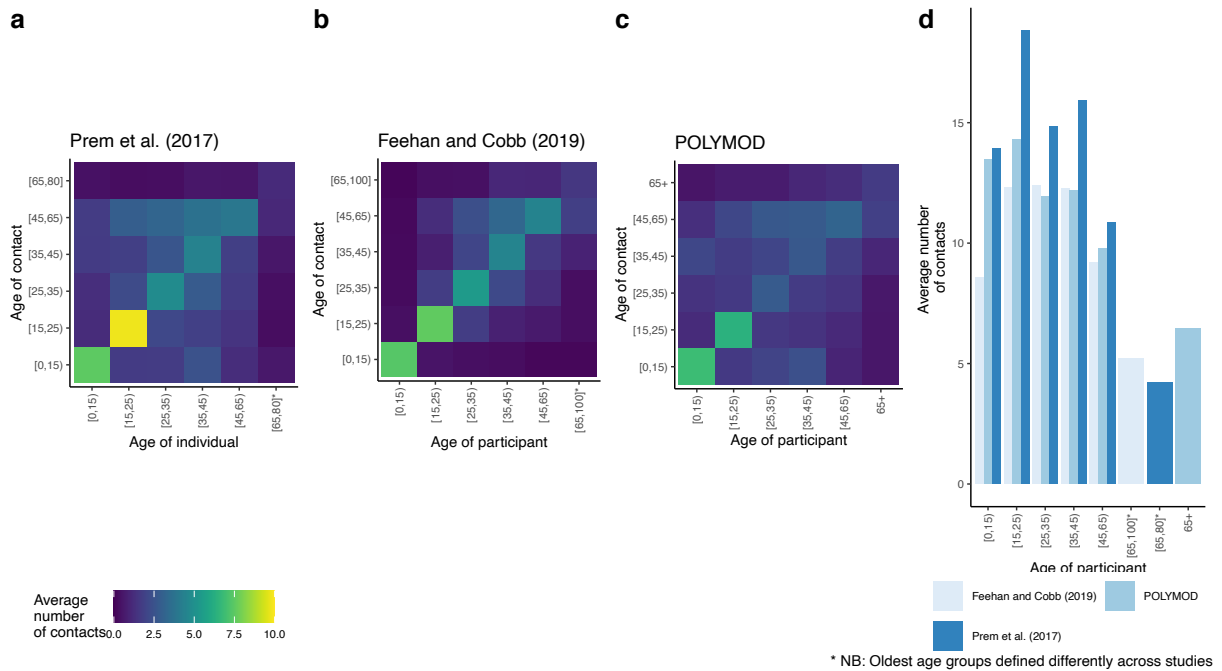 a
b
c
d
Prem et al. (2017)
Age of contact
[65,80]
[45,65)
[35,45)
[25,35)
[15,25)
[0,15)
[0,15)
[15,25)
[25,35)
[35,45)
[45,65)
[65,80]*
Age of individual
Feehan and Cobb (2019)
Age of contact
[65,100]
[45,65)
[35,45)
[25,35)
[15,25)
[0,15)
[0,15)
[15,25)
[25,35)
[35,45)
[45,65)
[65,100]*
Age of participant
POLYMOD
Age of contact
65+
[45,65)
[35,45)
[25,35)
[15,25)
[0,15)
[0,15)
[15,25)
[25,35)
[35,45)
[45,65)
65+
Age of participant
Average number
of contacts
15
10
5
0
[0,15)
[15,25)
[25,35)
[35,45)
[45,65)
[65,100]*
[65,80]*
65+
Age of participant
Average
number
of contacts
0.0 2.5 5.0 7.5 10.0
Feehan and Cobb (2019) POLYMOD
Prem et al. (2017)
* NB: Oldest age groups defined differently across studies